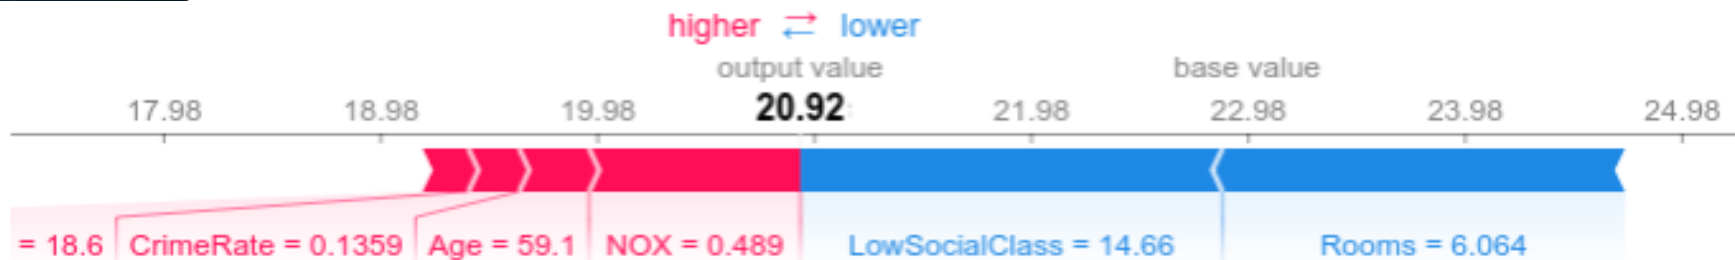 higher ⇄ lower
output value base value
17.98 18.98 19.98 20.92 21.98 22.98 23.98 24.98
= 18.6 CrimeRate = 0.1359 Age = 59.1 NOX = 0.489 LowSocialClass = 14.66 Rooms = 6.064